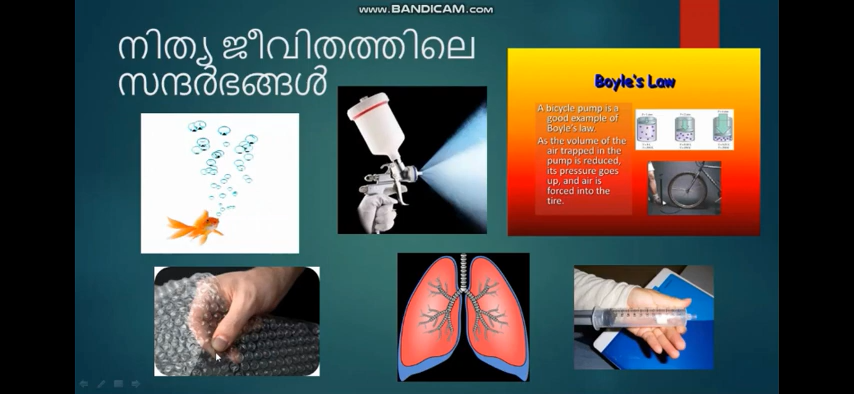 www.BANDICAM.com
നിത്യ ജീവിതത്തിലെ
സന്ദർഭങ്ങൾ
Boyle's Law
A bicycle pump is a
good example of
Boyle's law.
As the volume of the
air trapped in the
pump is reduced,
its pressure goes
up, and air is
forced into the
tire.